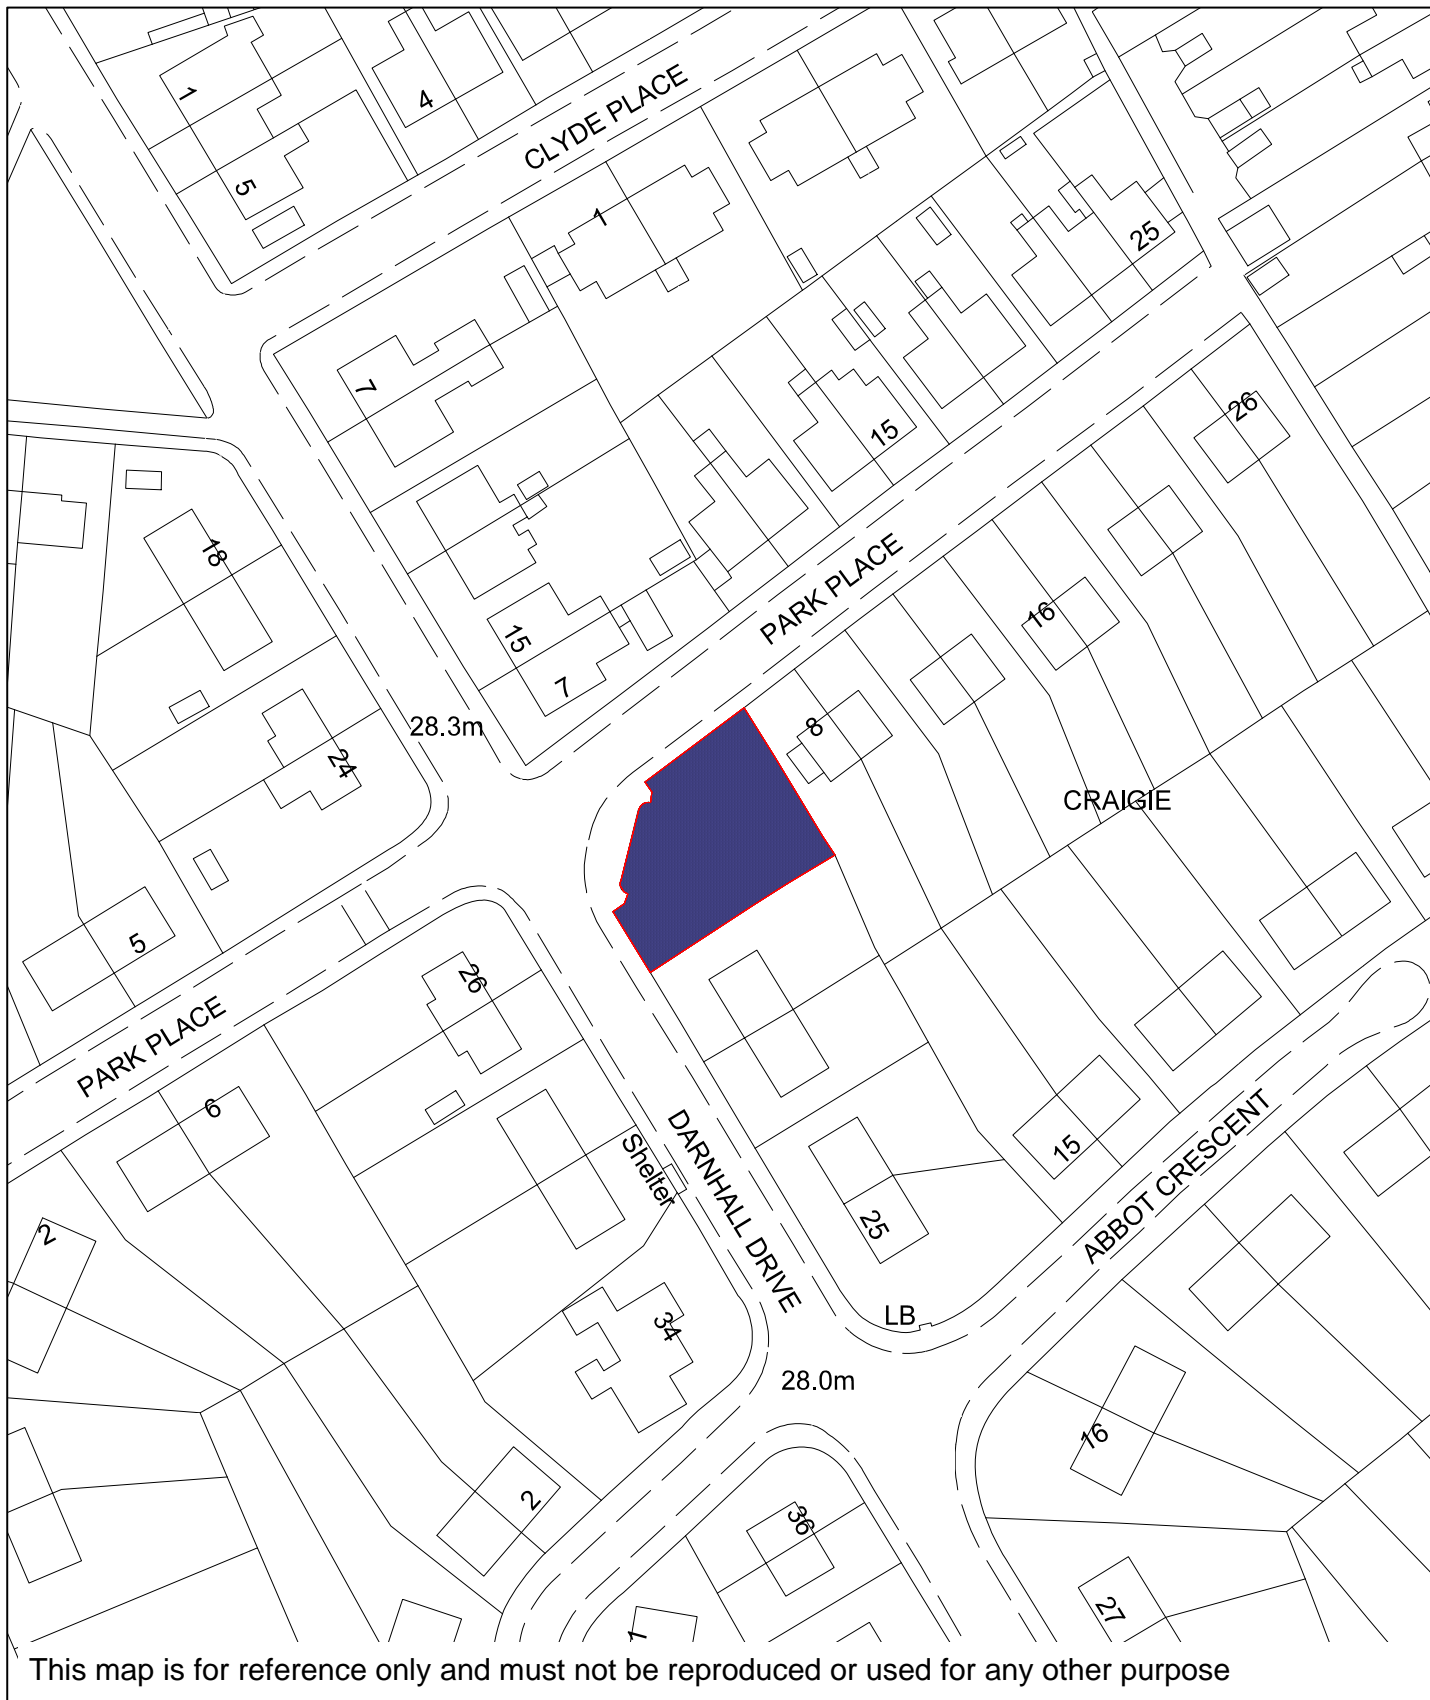 1
4
CLYDE PLACE
5
1
25
7
15
26
18
PARK PLACE
16
15
7
28.3m
8
24
CRAIGIE
5
26
PARK PLACE
6
DARNHALL DRIVE
Shelter
15
ABBOT CRESCENT
25
2
34
LB
28.0m
16
2
36
27
1
This map is for reference only and must not be reproduced or used for any other purpose